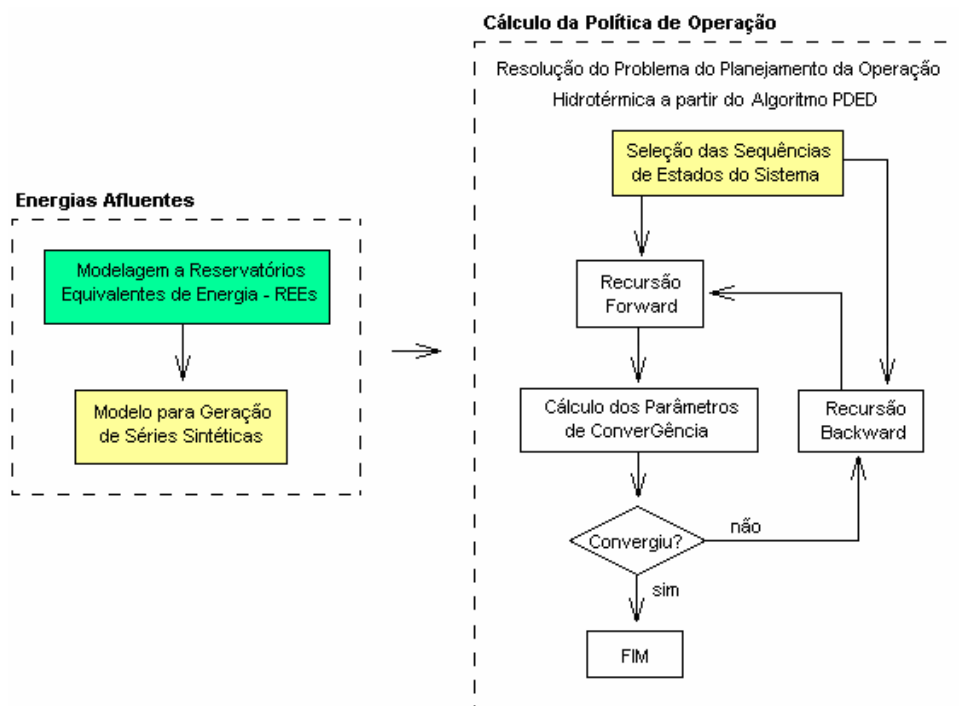 Cálculo da Política de Operação
Resolução do Problema do Planejamento da Operação
Hidrotérmica a partir do Algoritmo PDED
Seleção das Sequências
de Estados do Sistema
Energias Afluentes
Modelagem a Reservatórios
Equivalentes de Energia - REEs
Modelo para Geração
de Séries Sintéticas
Recursão
Forward
Cálculo dos Parâmetros
de ConverGência
Recursão
Backward
Convergiu?
não
sim
FIM